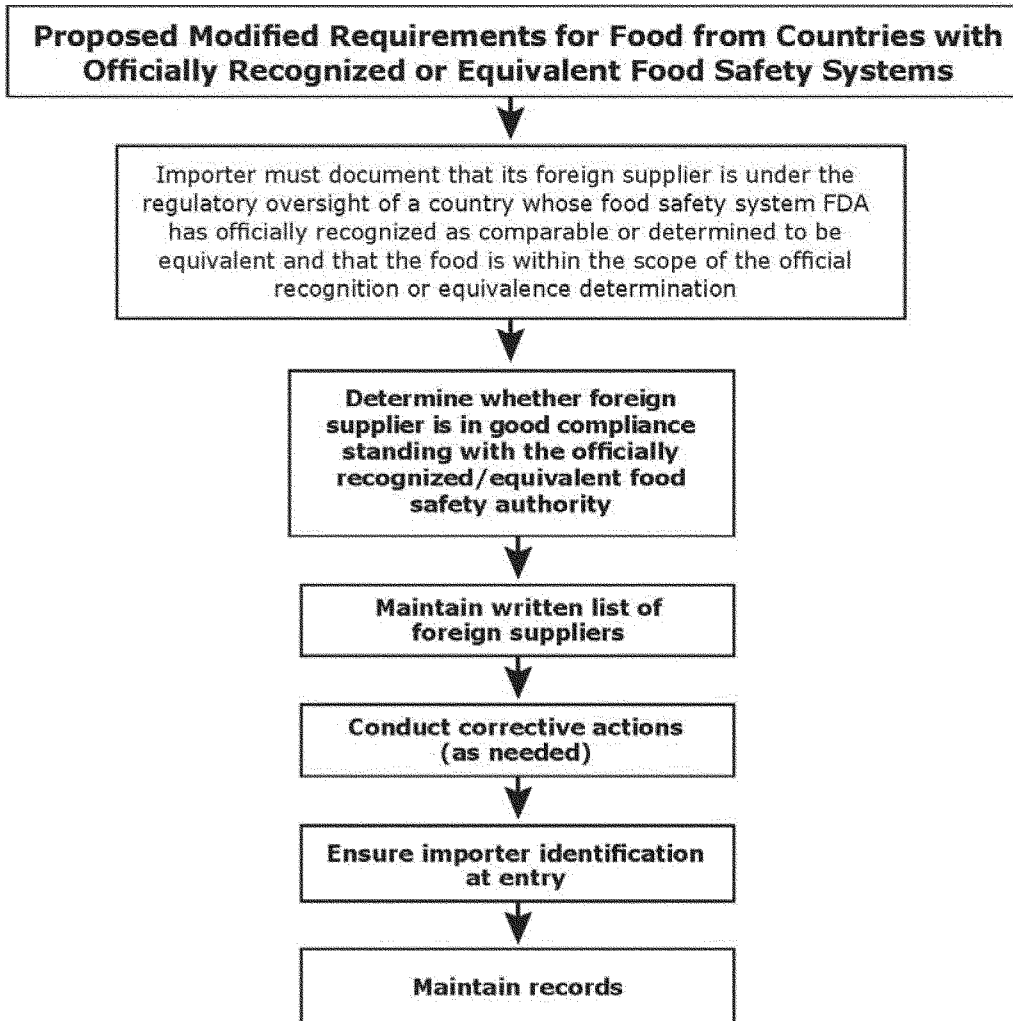 Proposed Modified Requirements for Food from Countries with
Officially Recognized or Equivalent Food Safety Systems
Importer must document that its foreign supplier is under the
regulatory oversight of a country whose food safety system FDA
has officially recognized as comparable or determined to be
equivalent and that the food is within the scope of the official
recognition or equivalence determination
Determine whether foreign
supplier is in good compliance
standing with the officially
recognized/equivalent food
safety authority
Maintain written list of
foreign suppliers
Conduct corrective actions
(as needed)
Ensure importer identification
at entry
Maintain records